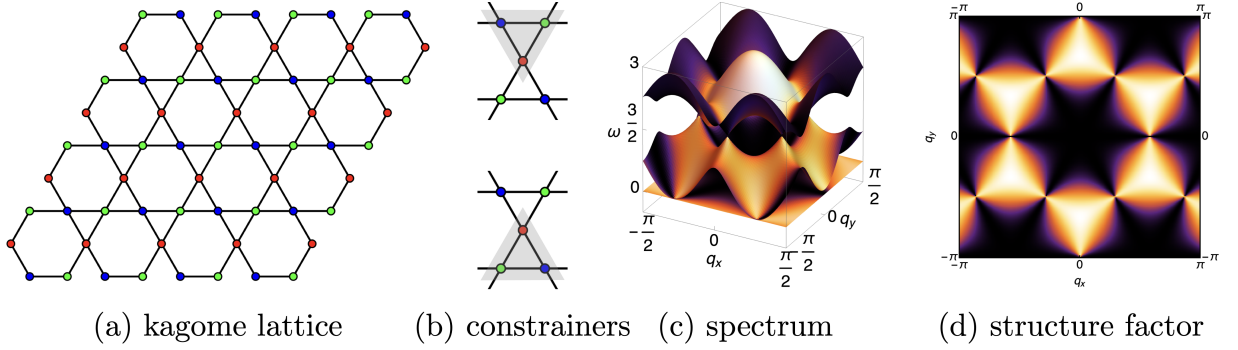 3
3/2
ω
0
-π/2
0
q_x
π/2
-π/2
0 q_y
π/2
-π
π
0
π
π
q_y
0
0
-π
-π
-π
0
π
q_x
(a) kagome lattice
(b) constrainers
(c) spectrum
(d) structure factor